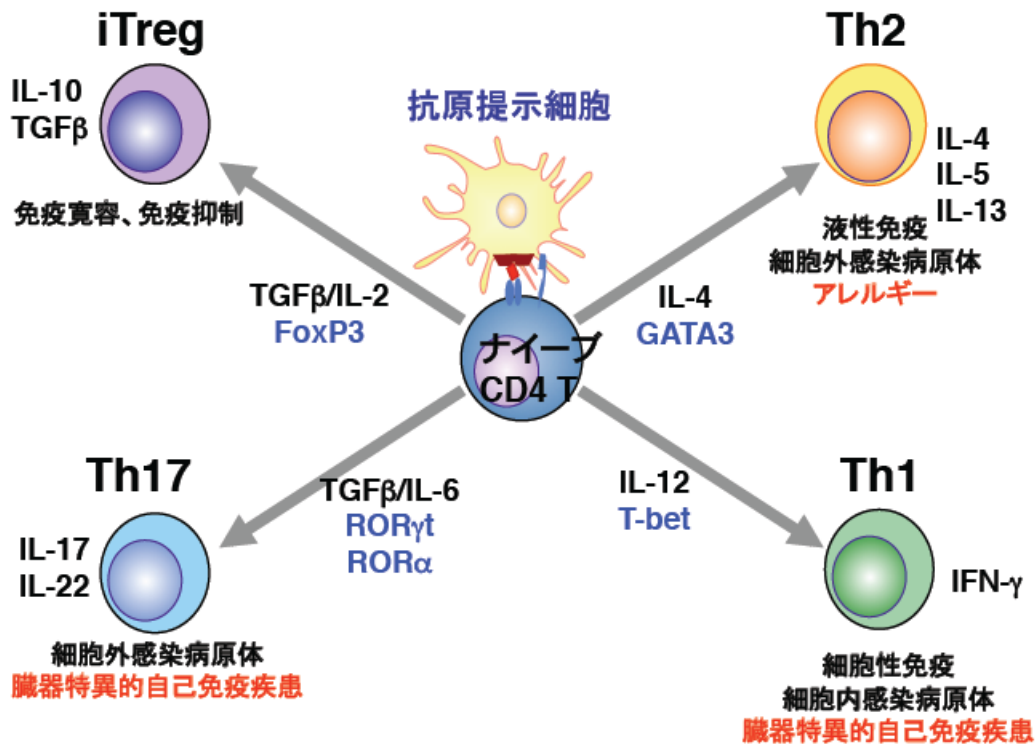 iTreg
IL-10
TGFβ
免疫寛容、免疫抑制
抗原提示細胞
Th2
IL-4
IL-5
IL-13
液性免疫
細胞外感染病原体
アレルギー
TGFβ/IL-2
FoxP3
IL-4
GATA3
ナイーブ
CD4 T
Th17
IL-17
IL-22
細胞外感染病原体
臓器特異的自己免疫疾患
TGFβ/IL-6
RORγt
RORα
IL-12
T-bet
Th1
IFN-γ
細胞性免疫
細胞内感染病原体
臓器特異的自己免疫疾患